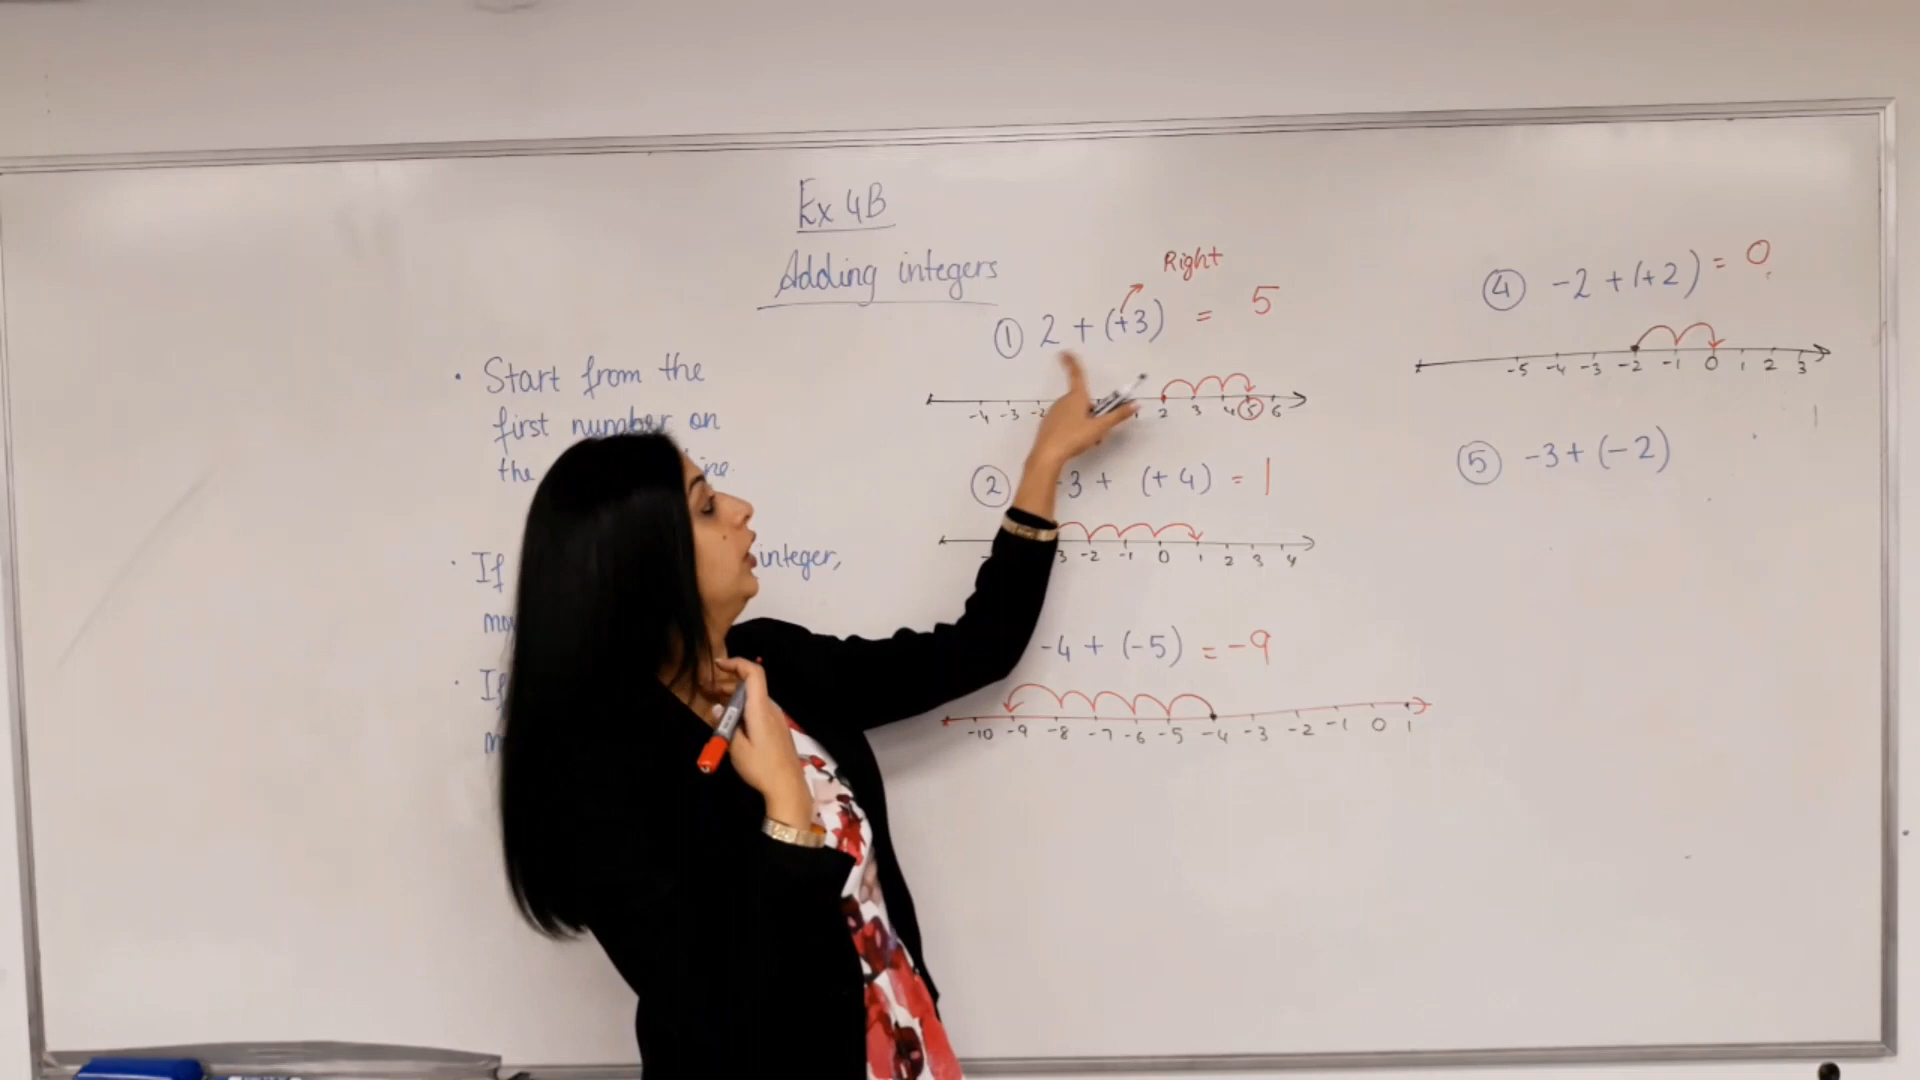 Ex 4B
Adding integers
• Start from the
first number on
the
• If integer,
• If
Right
① 2 + (+3) = 5
-4 -3 -2 2 3 4 5 6
② -3 + (+4) = 1
3 -2 -1 0 1 2 3 4
-4 + (-5) = -9
-10 -9 -8 -7 -6 -5 -4 -3 -2 -1 0 1
④ -2 + (+2) = 0
-5 -4 -3 -2 -1 0 1 2 3
⑤ -3 + (-2)